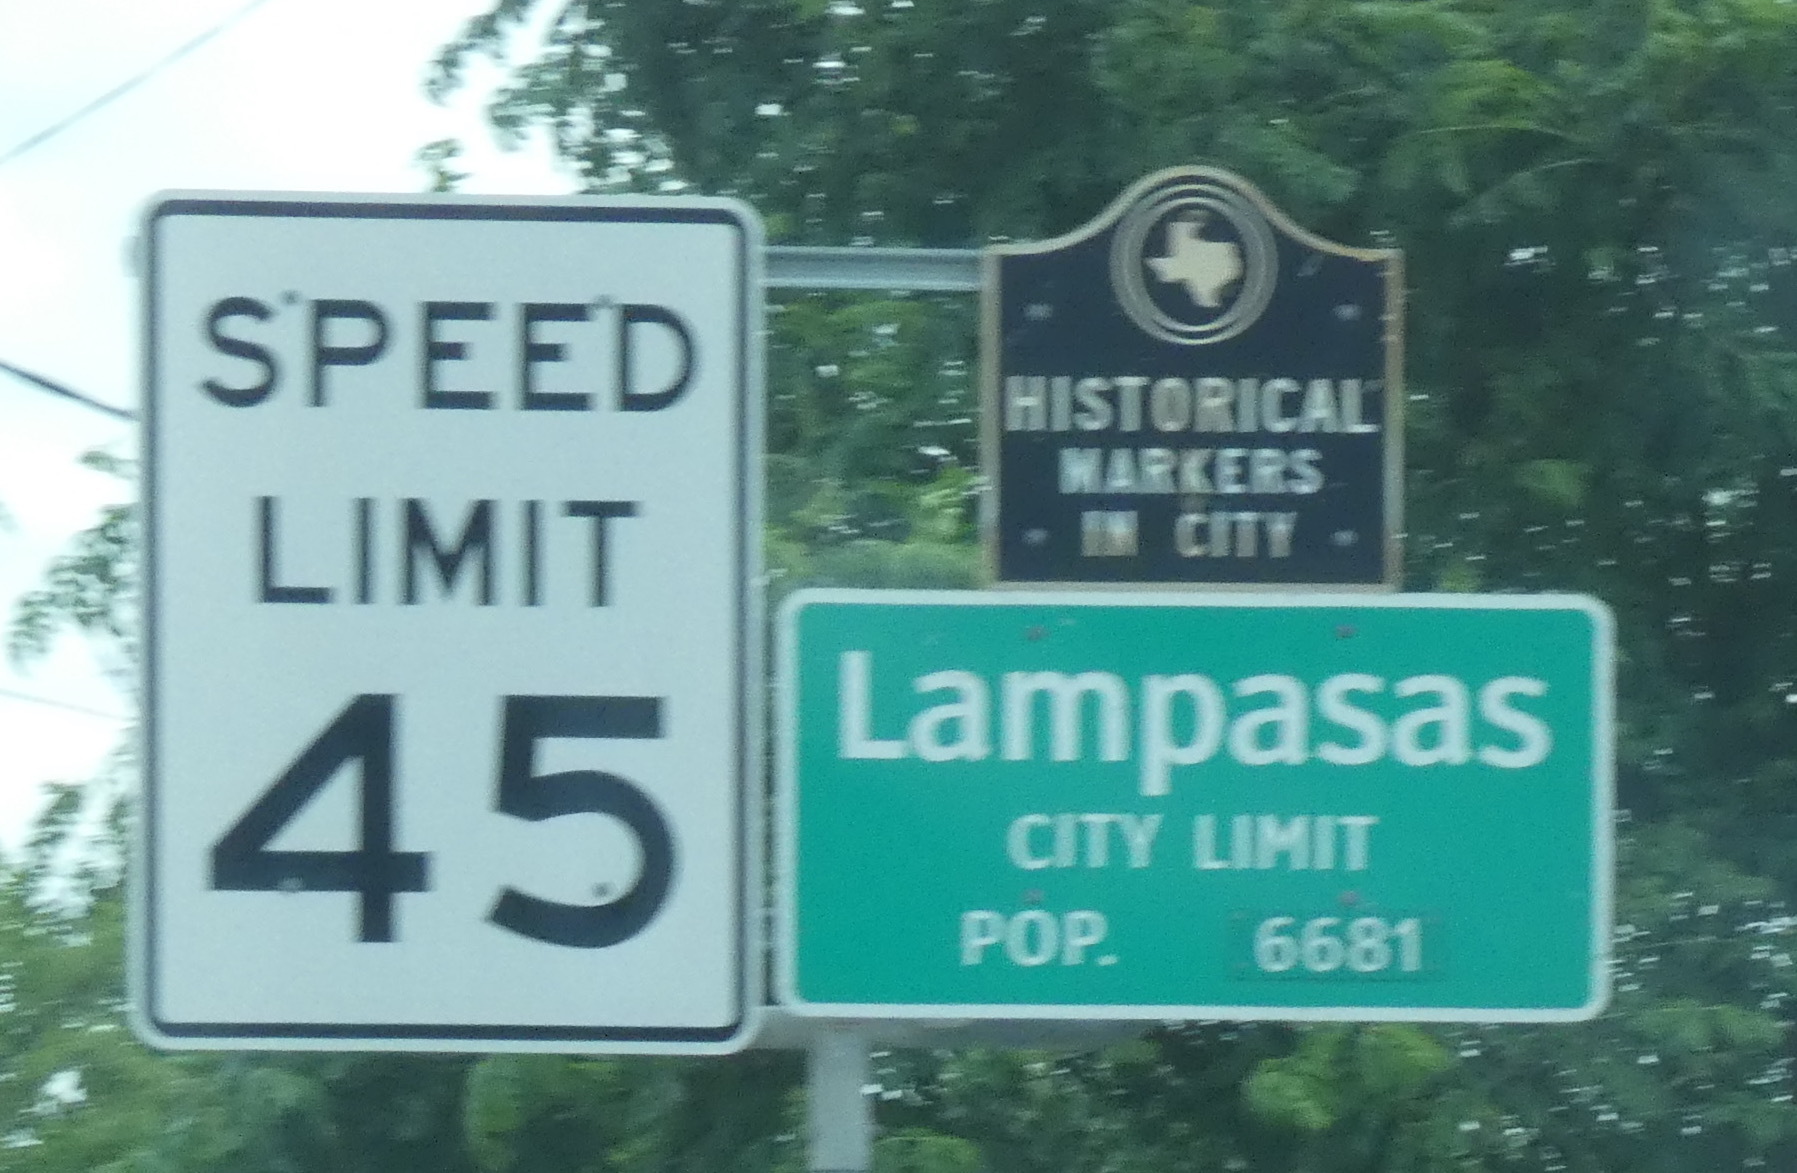 SPEED
LIMIT
45
HISTORICAL
MARKERS
IN CITY
Lampasas
CITY LIMIT
POP. 6681